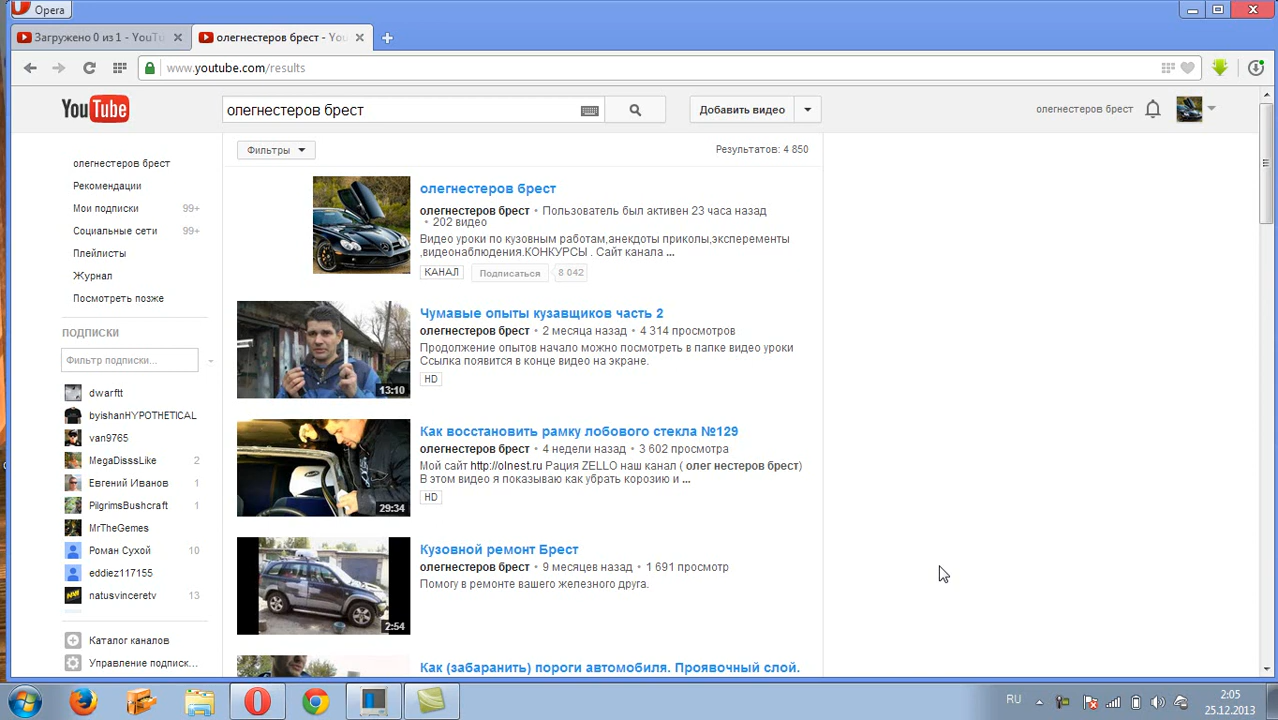 Opera
Загружено 0 из 1 - YouTu
олегнестеров брест - You
www.youtube.com/results
YouTube
олегнестеров брест
Добавить видео
олегнестеров брест
олегнестеров брест
Рекомендации
Мои подписки 99+
Социальные сети 99+
Плейлисты
Журнал
Посмотреть позже
ПОДПИСКИ
Фильтр подписки...
dwarftt
byishanHYPOTHETICAL
van9765
MegaDisssLike 2
Евгений Иванов 1
PilgrimsBushcraft 1
MrTheGemes
Роман Сухой 10
eddiez117155
natusvinceretv 13
Каталог каналов
Управление подписк...
Фильтры
Результатов: 4 850
олегнестеров брест
олегнестеров брест • Пользователь был активен 23 часа назад
• 202 видео
Видео уроки по кузовным работам,анекдоты приколы,эксперементы
,видеонаблюдения.КОНКУРСЫ . Сайт канала ...
КАНАЛ Подписаться 8 042
Чумавые опыты кузавщиков часть 2
олегнестеров брест • 2 месяца назад • 4 314 просмотров
Продолжение опытов начало можно посмотреть в папке видео уроки
Ссылка появится в конце видео на экране.
HD
13:10
Как восстановить рамку лобового стекла №129
олегнестеров брест • 4 недели назад • 3 602 просмотра
Мой сайт http://olnest.ru Рация ZELLO наш канал ( олег нестеров брест)
В этом видео я показываю как убрать корозию и ...
HD
29:34
Кузовной ремонт Брест
олегнестеров брест • 9 месяцев назад • 1 691 просмотр
Помогу в ремонте вашего железного друга.
2:54
Как (забаранить) пороги автомобиля. Проявочный слой.
RU
2:05
25.12.2013